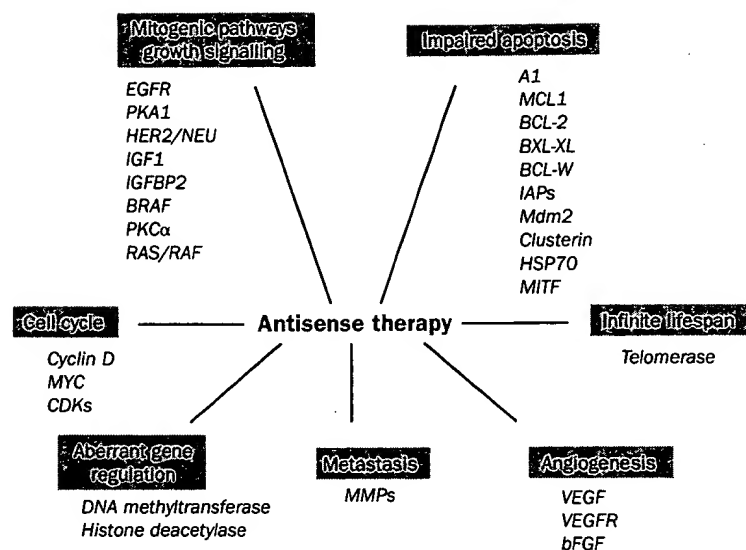 Mitogenic pathways
growth signalling
EGFR
PKA1
HER2/NEU
IGF1
IGFBP2
BRAF
PKCα
RAS/RAF
Impaired apoptosis
A1
MCL1
BCL-2
BXL-XL
BCL-W
IAPs
Mdm2
Clusterin
HSP70
MITF
Cell cycle
Cyclin D
MYC
CDKs
Antisense therapy
Infinite lifespan
Telomerase
Aberrant gene
regulation
DNA methyltransferase
Histone deacetylase
Metastasis
MMPs
Angiogenesis
VEGF
VEGFR
bFGF